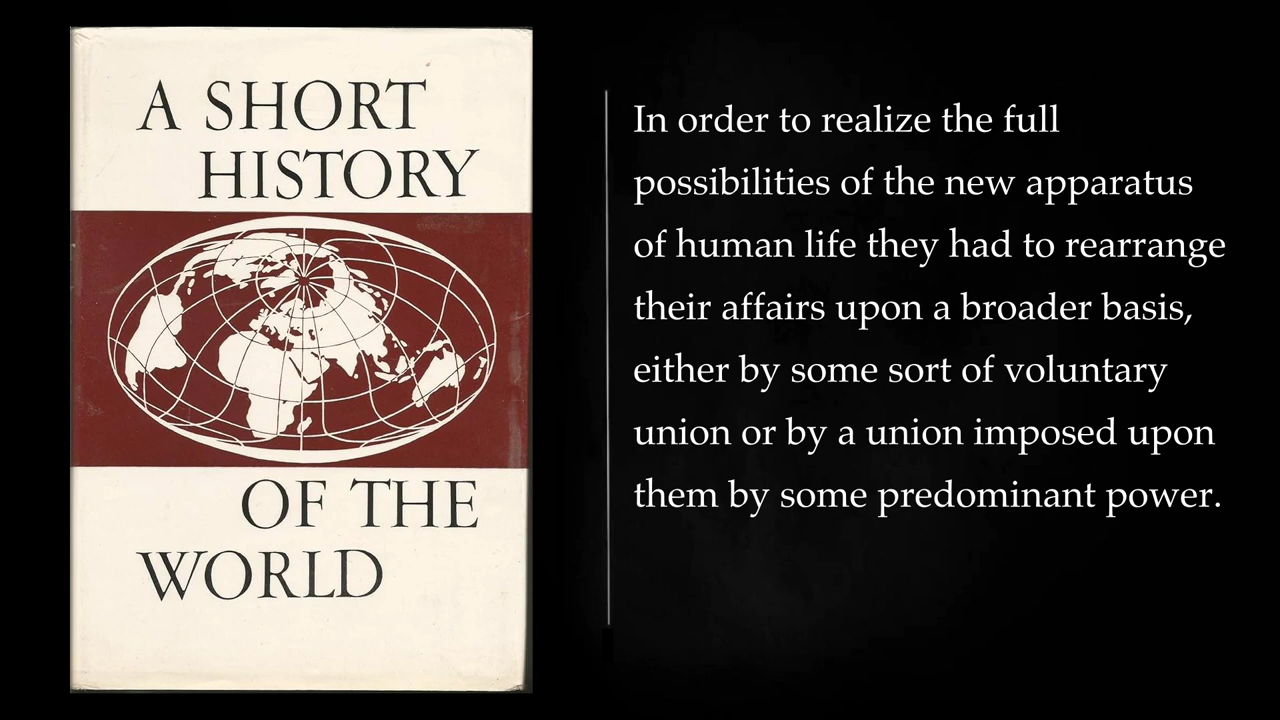 A SHORT
HISTORY
OF THE
WORLD
In order to realize the full
possibilities of the new apparatus
of human life they had to rearrange
their affairs upon a broader basis,
either by some sort of voluntary
union or by a union imposed upon
them by some predominant power.